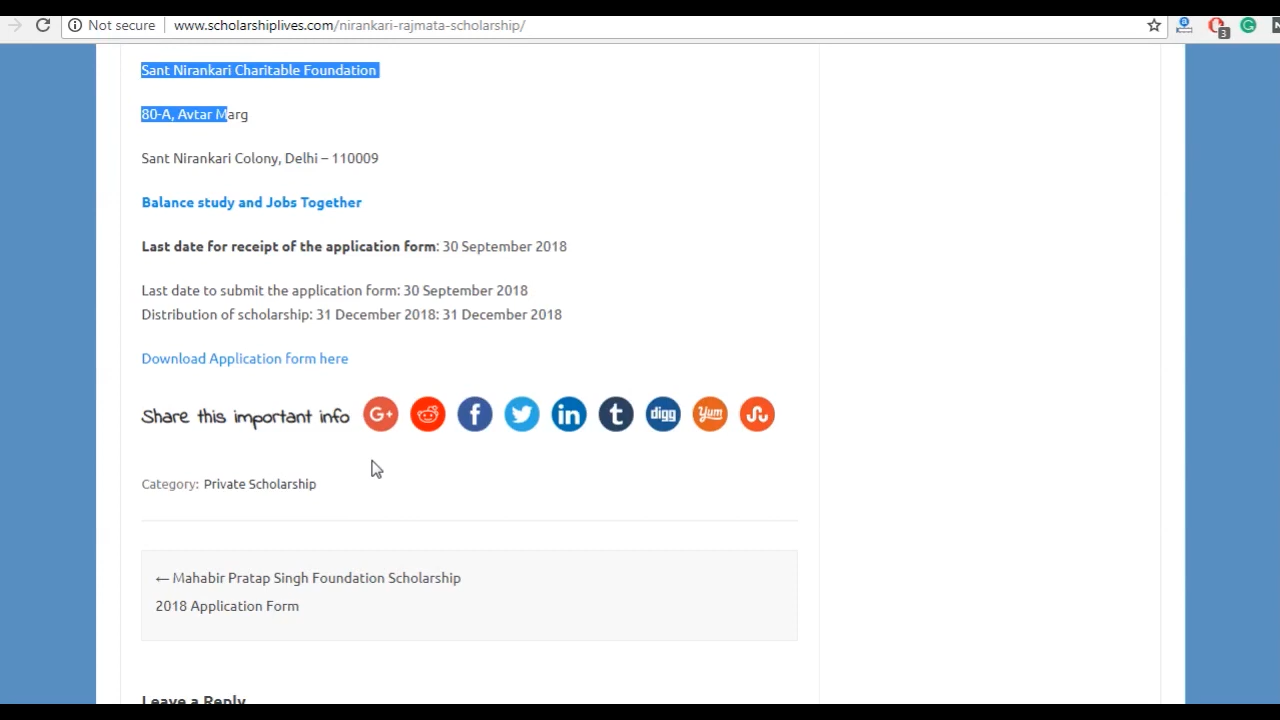 Not secure www.scholarshiplives.com/nirankari-rajmata-scholarship/
3
Sant Nirankari Charitable Foundation
80-A, Avtar Marg
Sant Nirankari Colony, Delhi – 110009
Balance study and Jobs Together
Last date for receipt of the application form: 30 September 2018
Last date to submit the application form: 30 September 2018
Distribution of scholarship: 31 December 2018: 31 December 2018
Download Application form here
Share this important info G+ f in t digg Yum
Category: Private Scholarship
← Mahabir Pratap Singh Foundation Scholarship
2018 Application Form
Leave a Reply